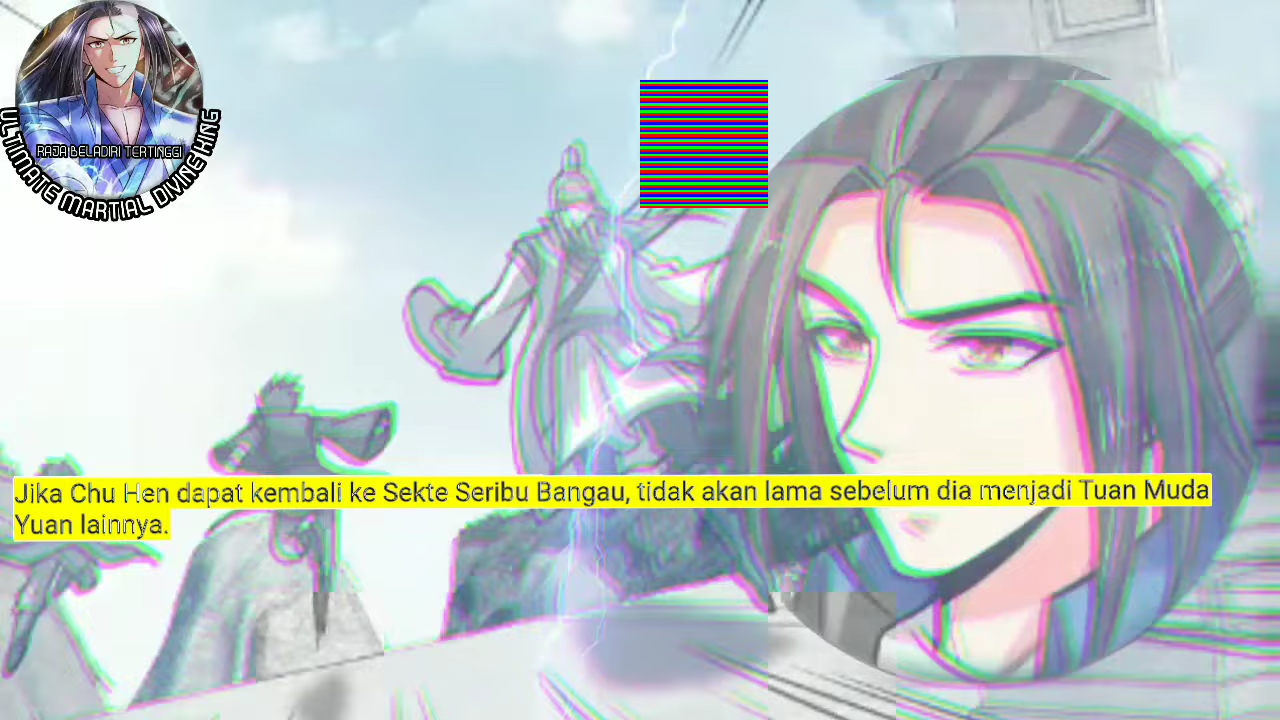 RAJA BELADIRI TERTINGGI
ULTIMATE MARTIAL DIVINE KING
Jika Chu Hen dapat kembali ke Sekte Seribu Bangau, tidak akan lama sebelum dia menjadi Tuan Muda
Yuan lainnya.